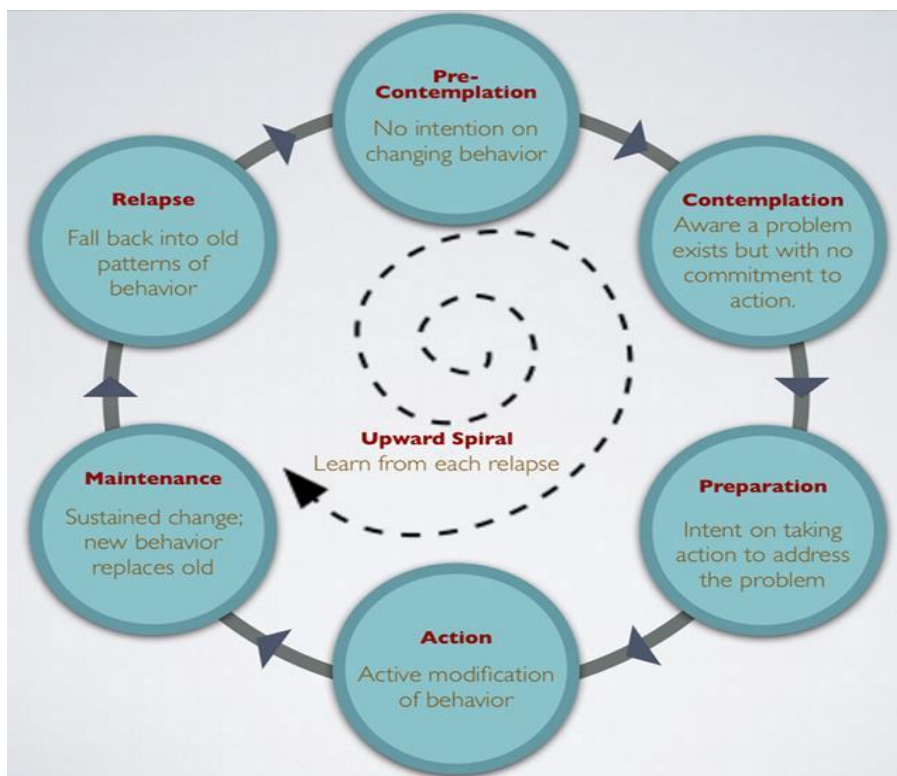 Pre-
Contemplation
No intention on
changing behavior
Contemplation
Aware a problem
exists but with no
commitment to
action.
Preparation
Intent on taking
action to address
the problem
Action
Active modification
of behavior
Maintenance
Sustained change;
new behavior
replaces old
Relapse
Fall back into old
patterns of
behavior
Upward Spiral
Learn from each relapse